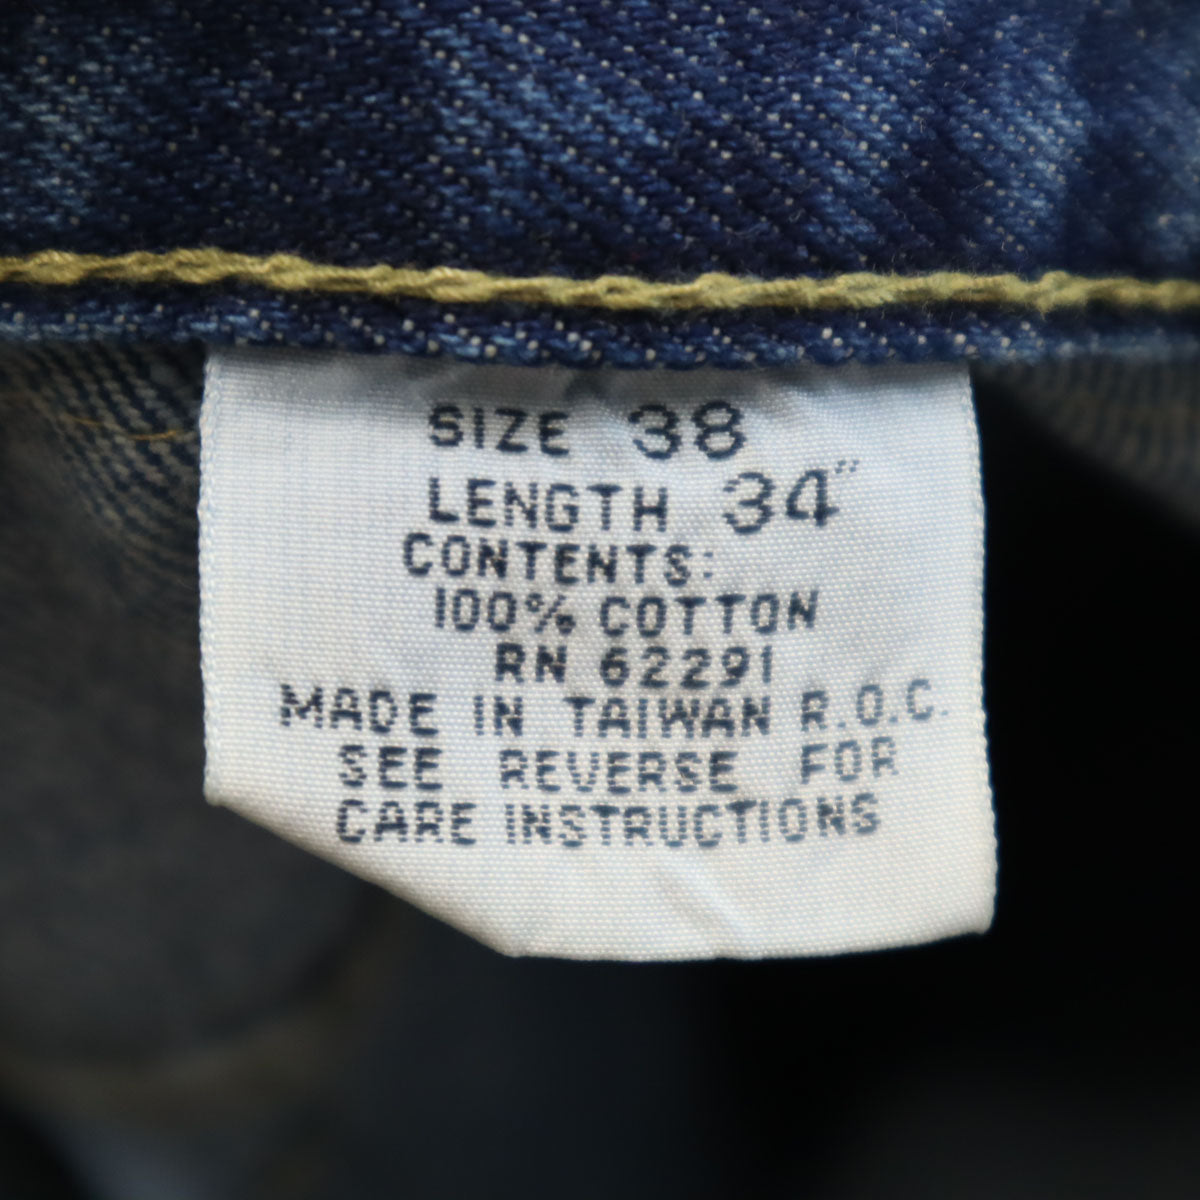 SIZE 38
LENGTH 34"
CONTENTS:
100% COTTON
RN 62291
MADE IN TAIWAN R.O.C.
SEE REVERSE FOR
CARE INSTRUCTIONS